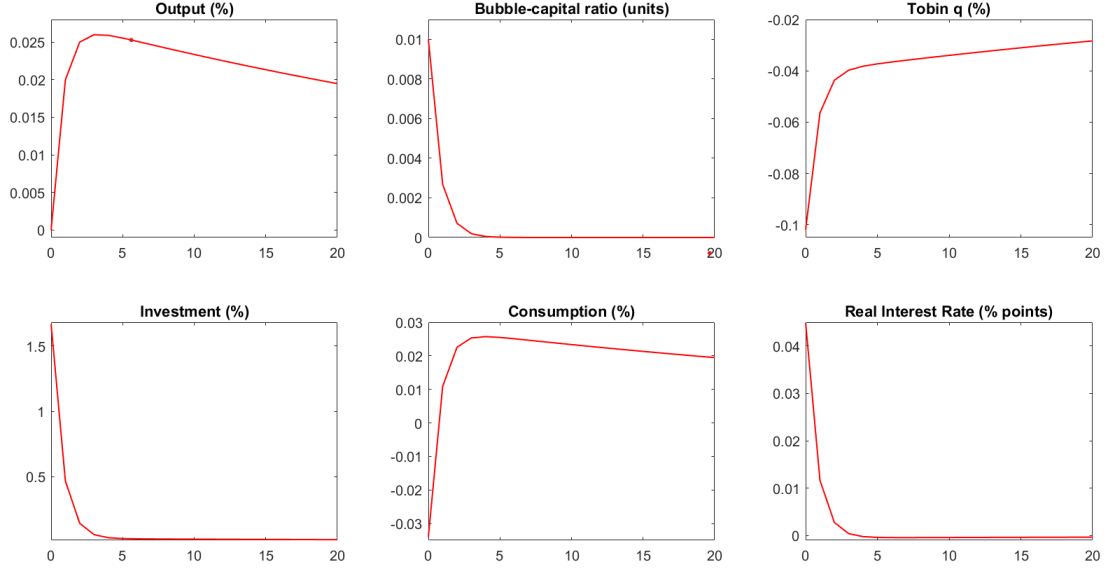 Output (%)
0.025
0.02
0.015
0.01
0.005
0
0 5 10 15 20
Bubble-capital ratio (units)
0.01
0.008
0.006
0.004
0.002
0
0 5 10 15 20
Tobin q (%)
-0.02
-0.04
-0.06
-0.08
-0.1
0 5 10 15 20
Investment (%)
1.5
1
0.5
0 5 10 15 20
Consumption (%)
0.03
0.02
0.01
0
-0.01
-0.02
-0.03
0 5 10 15 20
Real Interest Rate (% points)
0.04
0.03
0.02
0.01
0
0 5 10 15 20